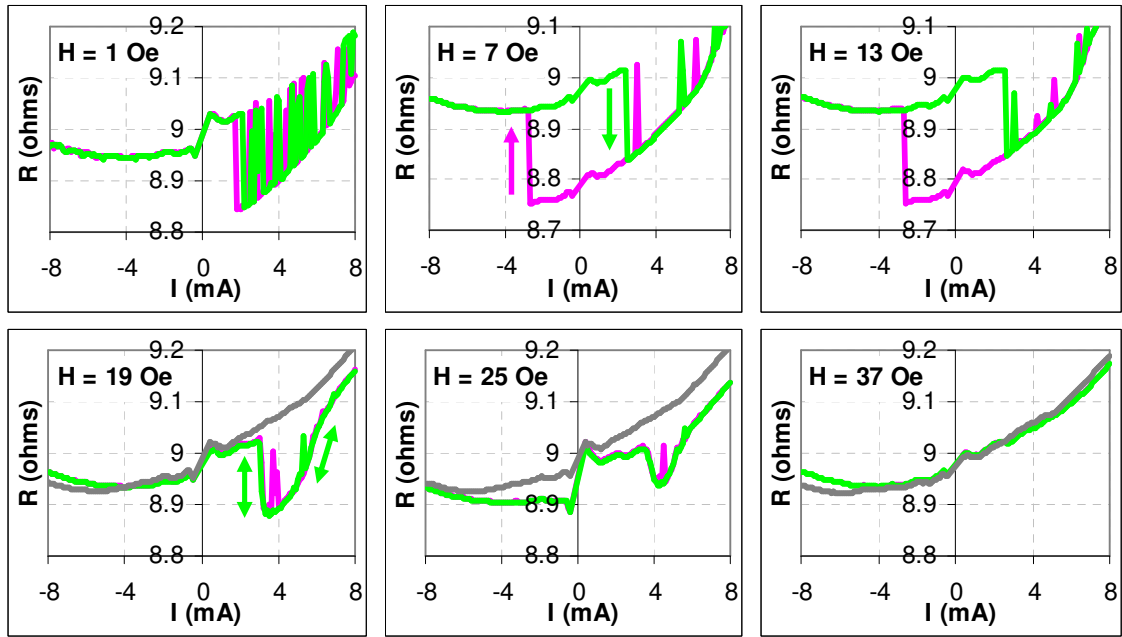 H = 1 Oe
R (ohms)
9.2
9.1
9
8.9
8.8
-8 -4 0 4 8
I (mA)
H = 7 Oe
R (ohms)
9.1
9
8.9
8.8
8.7
-8 -4 0 4 8
I (mA)
H = 13 Oe
R (ohms)
9.1
9
8.9
8.8
8.7
-8 -4 0 4 8
I (mA)
H = 19 Oe
R (ohms)
9.2
9.1
9
8.9
8.8
-8 -4 0 4 8
I (mA)
H = 25 Oe
R (ohms)
9.2
9.1
9
8.9
8.8
-8 -4 0 4 8
I (mA)
H = 37 Oe
R (ohms)
9.2
9.1
9
8.9
8.8
-8 -4 0 4 8
I (mA)